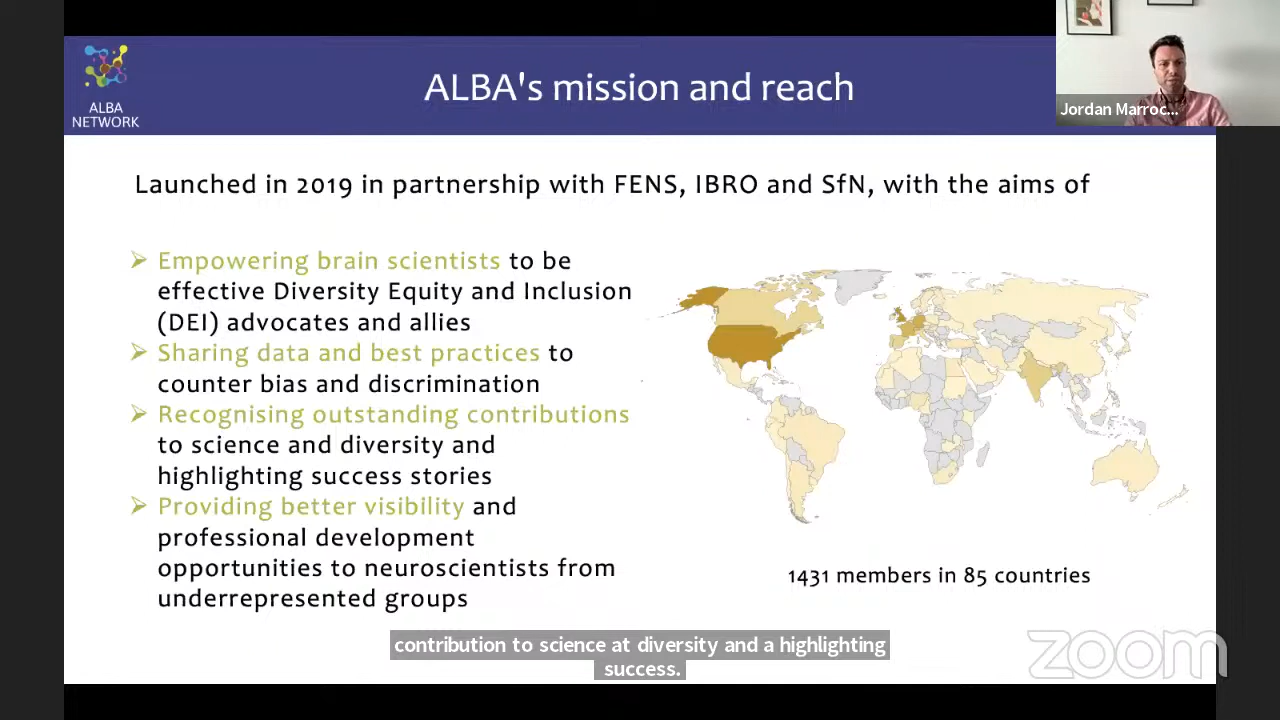 ALBA
NETWORK
ALBA's mission and reach
Jordan Marroc...
Launched in 2019 in partnership with FENS, IBRO and SfN, with the aims of
Empowering brain scientists to be
effective Diversity Equity and Inclusion
(DEI) advocates and allies
Sharing data and best practices to
counter bias and discrimination
Recognising outstanding contributions
to science and diversity and
highlighting success stories
Providing better visibility and
professional development
opportunities to neuroscientists from
underrepresented groups
1431 members in 85 countries
contribution to science at diversity and a highlighting
success.
zoom